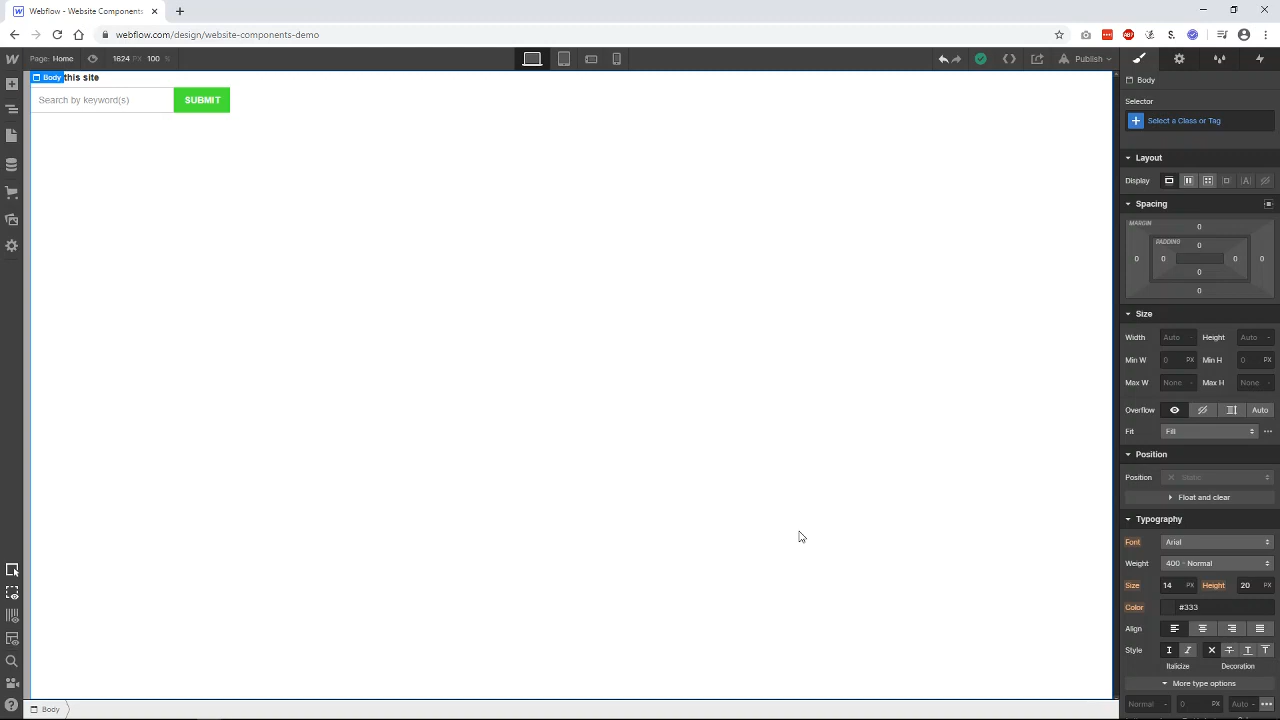 Webflow - Website Components
webflow.com/design/website-components-demo
Page: Home
1624 PX 100 %
Publish
Body
this site
Search by keyword(s)
SUBMIT
Body
Body
Selector
Select a Class or Tag
Layout
Display
Spacing
MARGIN
0
PADDING
0
0 0 0 0
0
0
Size
Width Auto - Height Auto -
Min W 0 PX Min H 0 PX
Max W None - Max H None -
Overflow Auto
Fit Fill
Position
Position Static
Float and clear
Typography
Font Arial
Weight 400 - Normal
Size 14 PX Height 20 PX
Color #333
Align
Style
Italicize Decoration
More type options
Normal - 0 PX Auto -